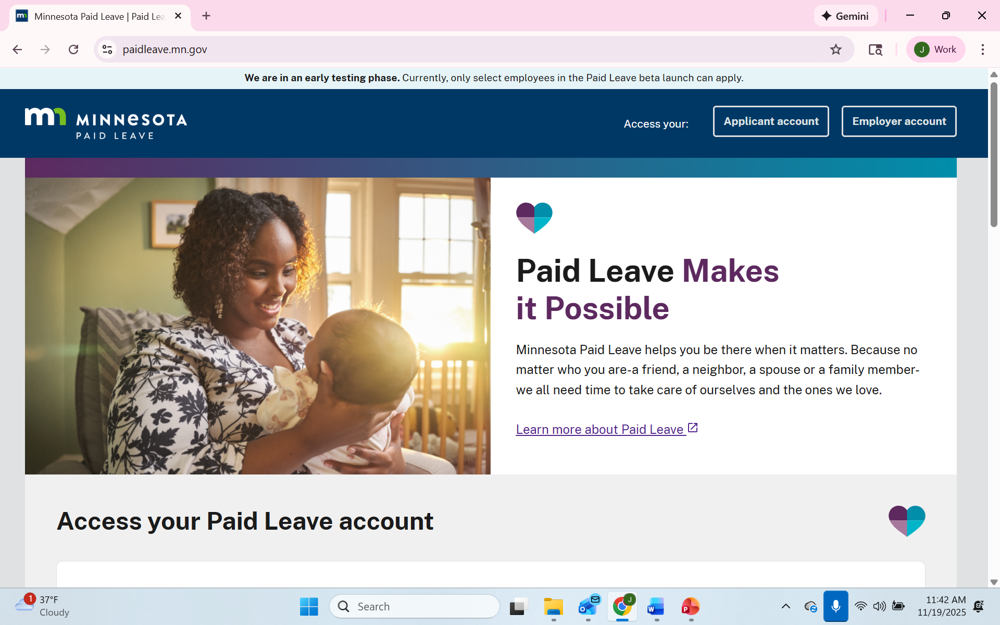 Minnesota Paid Leave | Paid Lea
Gemini
paidleave.mn.gov
J
Work
We are in an early testing phase. Currently, only select employees in the Paid Leave beta launch can apply.
mn MINNESOTA
PAID LEAVE
Access your:
Applicant account
Employer account
Paid Leave Makes
it Possible
Minnesota Paid Leave helps you be there when it matters. Because no
matter who you are-a friend, a neighbor, a spouse or a family member-
we all need time to take care of ourselves and the ones we love.
Learn more about Paid Leave
Access your Paid Leave account
1
37°F
Cloudy
Search
J
11:42 AM
11/19/2025